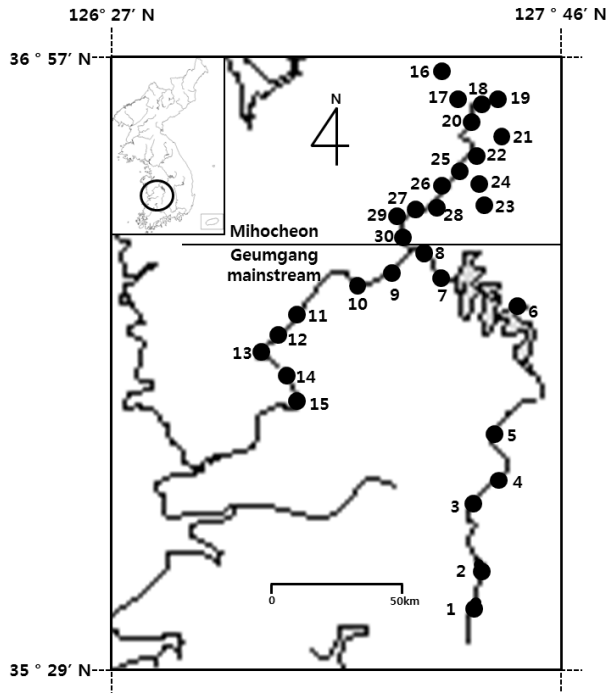 126 ° 27′ E
127 ° 46′ E
36 ° 57′ N
16
N
17 18 19
20
21
22
25
24
26
23
27
28
29
Mihocheon
30
Geumgang
mainstream
8
9
7
10
6
11
12
13
14
15
5
4
3
2
0 50km
1
35 ° 29′ N